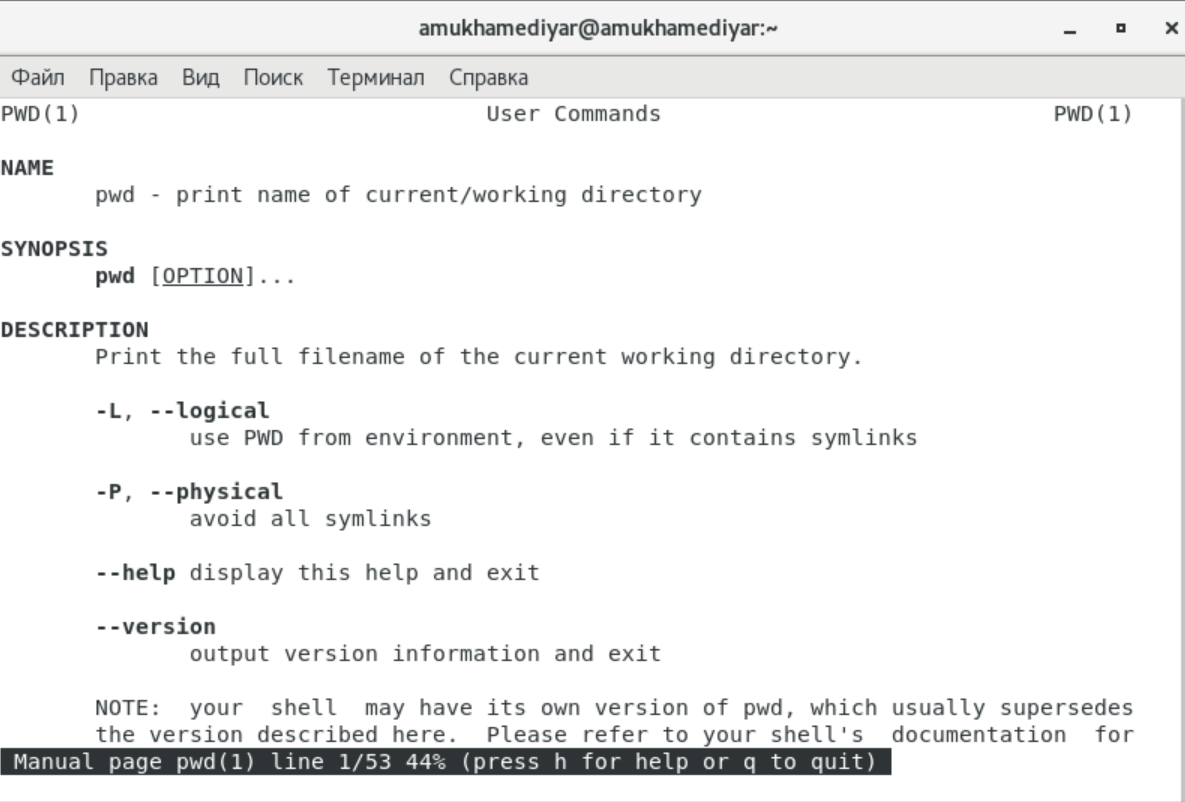 amukhamediyar@amukhamediyar:~
Файл Правка Вид Поиск Терминал Справка
PWD(1) User Commands PWD(1)
NAME
pwd - print name of current/working directory
SYNOPSIS
pwd [OPTION]...
DESCRIPTION
Print the full filename of the current working directory.
-L, --logical
use PWD from environment, even if it contains symlinks
-P, --physical
avoid all symlinks
--help display this help and exit
--version
output version information and exit
NOTE: your shell may have its own version of pwd, which usually supersedes
the version described here. Please refer to your shell's documentation for
Manual page pwd(1) line 1/53 44% (press h for help or q to quit)